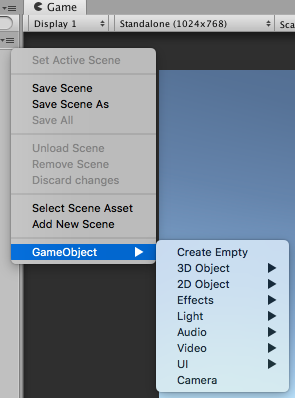 Game
Display 1
Standalone (1024x768)
Sca
Set Active Scene
Save Scene
Save Scene As
Save All
Unload Scene
Remove Scene
Discard changes
Select Scene Asset
Add New Scene
GameObject
Create Empty
3D Object
2D Object
Effects
Light
Audio
Video
UI
Camera